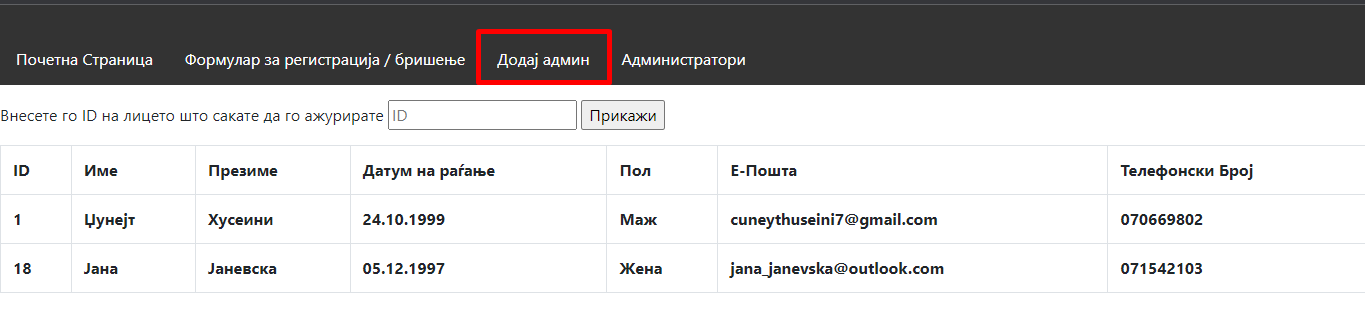 Почетна Страница Формулар за регистрација / бришење Додај админ Администратори
Внесете го ID на лицето што сакате да го ажурирате ID Прикажи
ID Име Презиме Датум на раѓање Пол Е-Пошта Телефонски Број
1 Џунејт Хусеини 24.10.1999 Маж cuneythuseini7@gmail.com 070669802
18 Јана Јаневска 05.12.1997 Жена jana_janevska@outlook.com 071542103